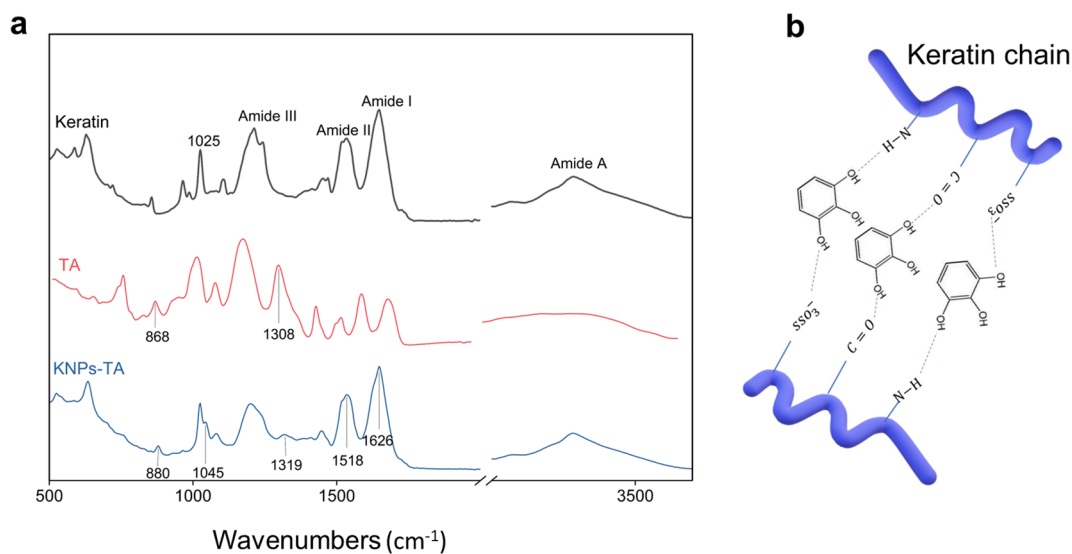 a
Keratin
1025
Amide III
Amide II
Amide I
Amide A
TA
868
1308
KNPs-TA
880
1045
1319
1518
1626
500
1000
1500
3500
Wavenumbers (cm⁻¹)
b
Keratin chain
H–N
C=O
SSO₃⁻
OH
OH
OH
OH
OH
OH
OH
OH
OH
SSO₃⁻
C=O
N–H